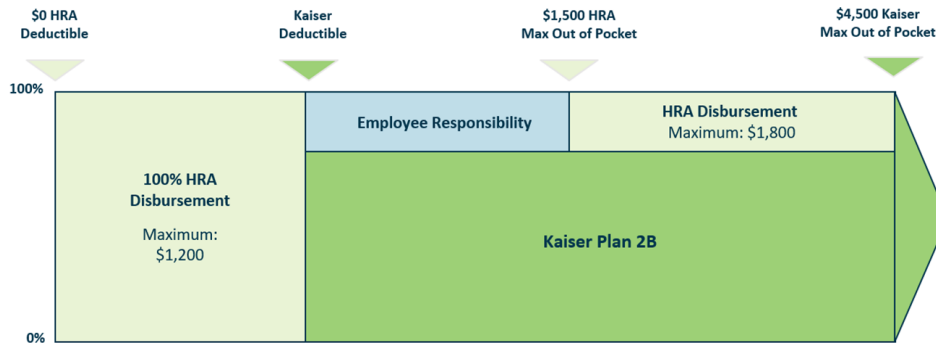 $0 HRA
Deductible
Kaiser
Deductible
$1,500 HRA
Max Out of Pocket
$4,500 Kaiser
Max Out of Pocket
100%
Employee Responsibility
HRA Disbursement
Maximum: $1,800
100% HRA
Disbursement
Maximum:
$1,200
Kaiser Plan 2B
0%